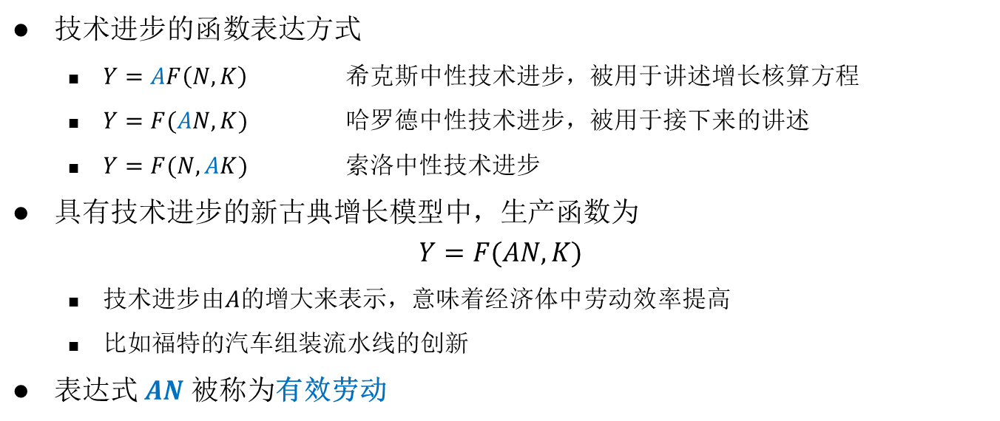 ● 技术进步的函数表达方式
■ Y = AF(N, K) 希克斯中性技术进步，被用于讲述增长核算方程
■ Y = F(AN, K) 哈罗德中性技术进步，被用于接下来的讲述
■ Y = F(N, AK) 索洛中性技术进步
● 具有技术进步的新古典增长模型中，生产函数为
Y = F(AN, K)
■ 技术进步由A的增大来表示，意味着经济体中劳动效率提高
■ 比如福特的汽车组装流水线的创新
● 表达式 AN 被称为有效劳动